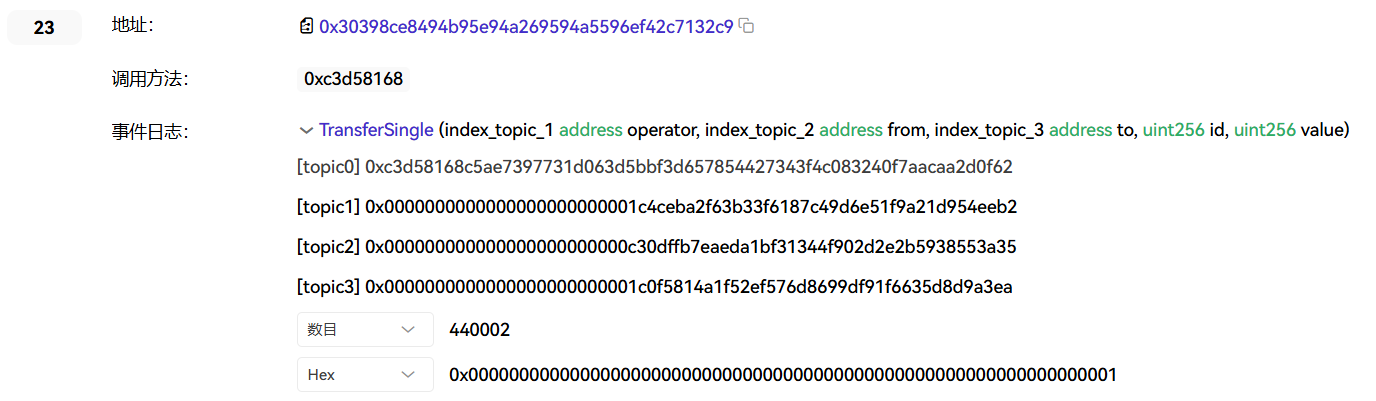 23
地址：
0x30398ce8494b95e94a269594a5596ef42c7132c9
调用方法：
0xc3d58168
事件日志：
TransferSingle (index_topic_1 address operator, index_topic_2 address from, index_topic_3 address to, uint256 id, uint256 value)
[topic0] 0xc3d58168c5ae7397731d063d5bbf3d657854427343f4c083240f7aacaa2d0f62
[topic1] 0x0000000000000000000000001c4ceba2f63b33f6187c49d6e51f9a21d954eeb2
[topic2] 0x000000000000000000000000c30dffb7eaeda1bf31344f902d2e2b5938553a35
[topic3] 0x0000000000000000000000001c0f5814a1f52ef576d8699df91f6635d8d9a3ea
数目 440002
Hex 0x0000000000000000000000000000000000000000000000000000000000000001